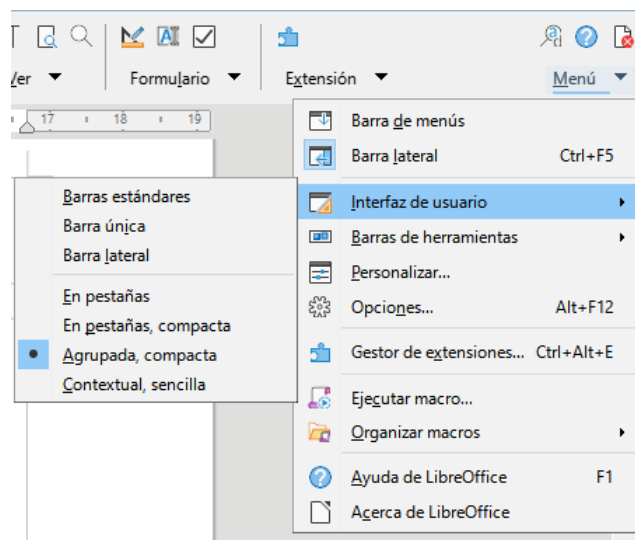 Ver Formulario Extensión Menú
17 18 19
Barra de menús
Barra lateral Ctrl+F5
Interfaz de usuario
Barras de herramientas
Personalizar...
Opciones... Alt+F12
Gestor de extensiones... Ctrl+Alt+E
Ejecutar macro...
Organizar macros
Ayuda de LibreOffice F1
Acerca de LibreOffice
Barras estándares
Barra única
Barra lateral
En pestañas
En pestañas, compacta
Agrupada, compacta
Contextual, sencilla